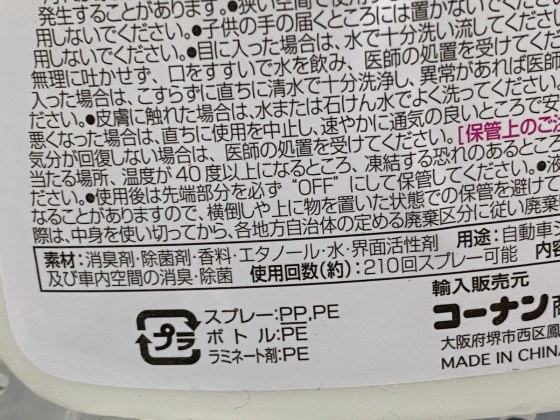 発生することがあります。●狭い空間で使用
用しないでください。●子供の手の届くところには置かないでくだ
用しないでください。●目に入った場合は、水で十分洗い流してくださ
無理に吐かせず、口をすすいで水を飲み、医師の処置を受けてくだ
入った場合は、こすらずに直ちに清水で十分洗浄し、異常があれば医師
ださい。●皮膚に触れた場合は、水または石けん水でよく洗ってください
悪くなった場合は、直ちに使用を中止し、速やかに通気の良いところで安
気分が回復しない場合は、医師の処置を受けてください。[保管上のご注
当たる場所、温度が40度以上になるところ、凍結する恐れのあるところ
ださい。●使用後は先端部分を必ず"OFF"にして保管してください。●液
なることがありますので、横倒しや上に物を置いた状態での保管を避けて
際は、中身を使い切ってから、各地方自治体の定める廃棄区分に従い廃棄
素材:消臭剤・除菌剤・香料・エタノール・水・界面活性剤 用途:自動車シ
及び車内空間の消臭・除菌 使用回数(約):210回スプレー可能 内容
プラ
スプレー:PP,PE
ボトル:PE
ラミネート剤:PE
輸入販売元
コーナン商
大阪府堺市西区鳳
MADE IN CHINA